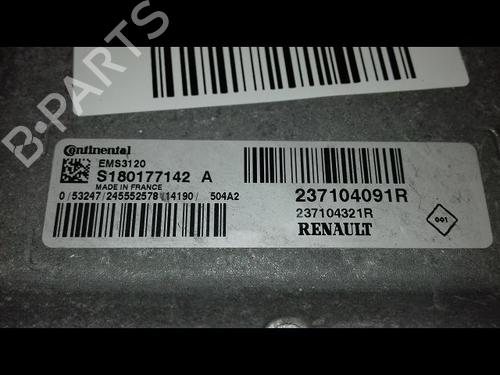 B-PARTS
Continental
EMS3120
S180177142 A
MADE IN FRANCE
0/53247/245552578/14190/ 504A2
237104091R
237104321R
RENAULT
001